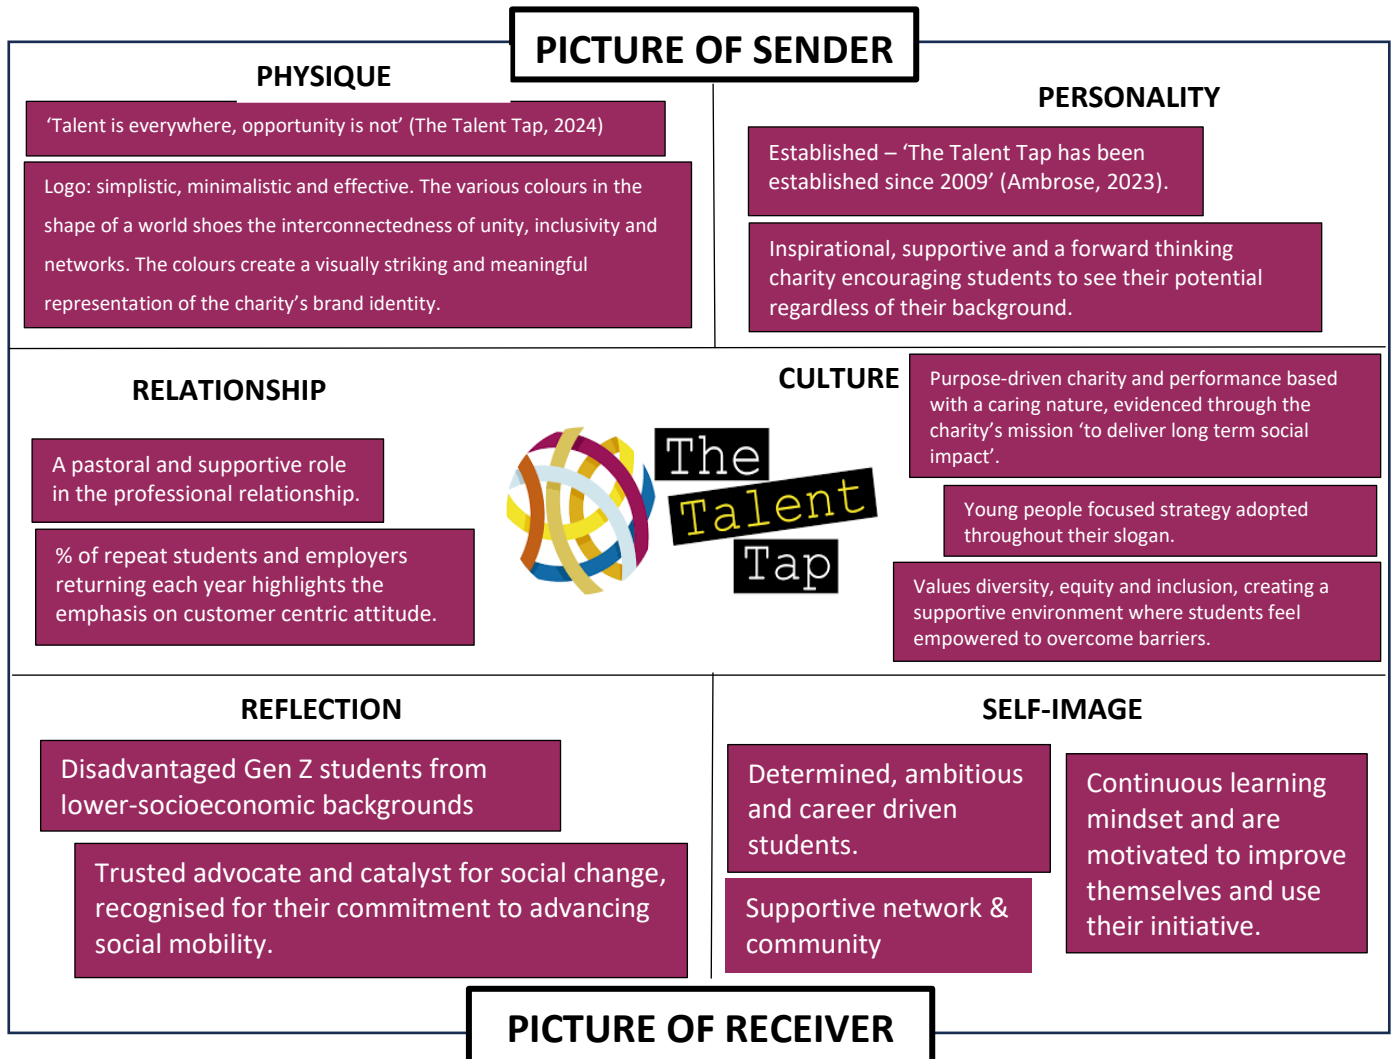 PICTURE OF SENDER
PHYSIQUE
‘Talent is everywhere, opportunity is not’ (The Talent Tap, 2024)
Logo: simplistic, minimalistic and effective. The various colours in the
shape of a world shoes the interconnectedness of unity, inclusivity and
networks. The colours create a visually striking and meaningful
representation of the charity’s brand identity.
PERSONALITY
Established – ‘The Talent Tap has been
established since 2009’ (Ambrose, 2023).
Inspirational, supportive and a forward thinking
charity encouraging students to see their potential
regardless of their background.
RELATIONSHIP
A pastoral and supportive role
in the professional relationship.
% of repeat students and employers
returning each year highlights the
emphasis on customer centric attitude.
The
Talent
Tap
CULTURE
Purpose-driven charity and performance based
with a caring nature, evidenced through the
charity’s mission ‘to deliver long term social
impact’.
Young people focused strategy adopted
throughout their slogan.
Values diversity, equity and inclusion, creating a
supportive environment where students feel
empowered to overcome barriers.
REFLECTION
Disadvantaged Gen Z students from
lower-socioeconomic backgrounds
Trusted advocate and catalyst for social change,
recognised for their commitment to advancing
social mobility.
SELF-IMAGE
Determined, ambitious
and career driven
students.
Supportive network &
community
Continuous learning
mindset and are
motivated to improve
themselves and use
their initiative.
PICTURE OF RECEIVER